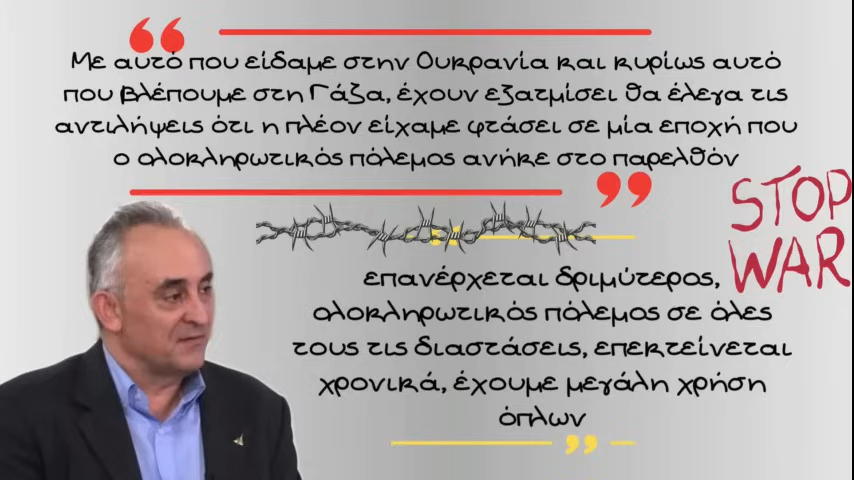 Με αυτό που είδαμε στην Ουκρανία και κυρίως αυτό
που βλέπουμε στη Γάζα, έχουν εξατμίσει θα έλεγα τις
αντιλήψεις ότι η πλέον είχαμε φτάσει σε μία εποχή που
ο ολοκληρωτικός πόλεμος ανήκε στο παρελθόν
STOP
WAR
επανέρχεται δριμύτερος,
ολοκληρωτικός πόλεμος σε όλες
τους τις διαστάσεις, επεκτείνεται
χρονικά, έχουμε μεγάλη χρήση
όπλων